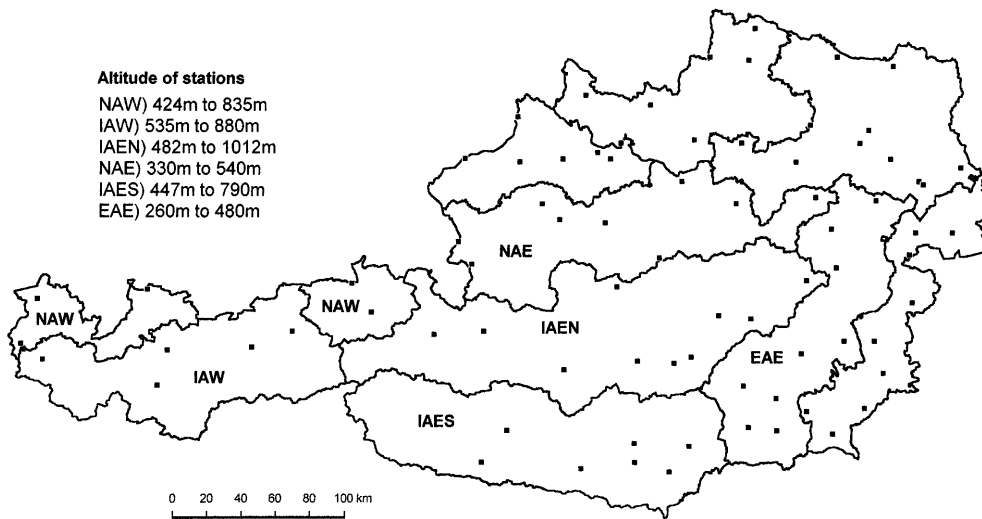 Altitude of stations
NAW) 424m to 835m
IAW) 535m to 880m
IAEN) 482m to 1012m
NAE) 330m to 540m
IAES) 447m to 790m
EAE) 260m to 480m
NAE
NAW
NAW
IAEN
EAE
IAW
IAES
0 20 40 60 80 100 km